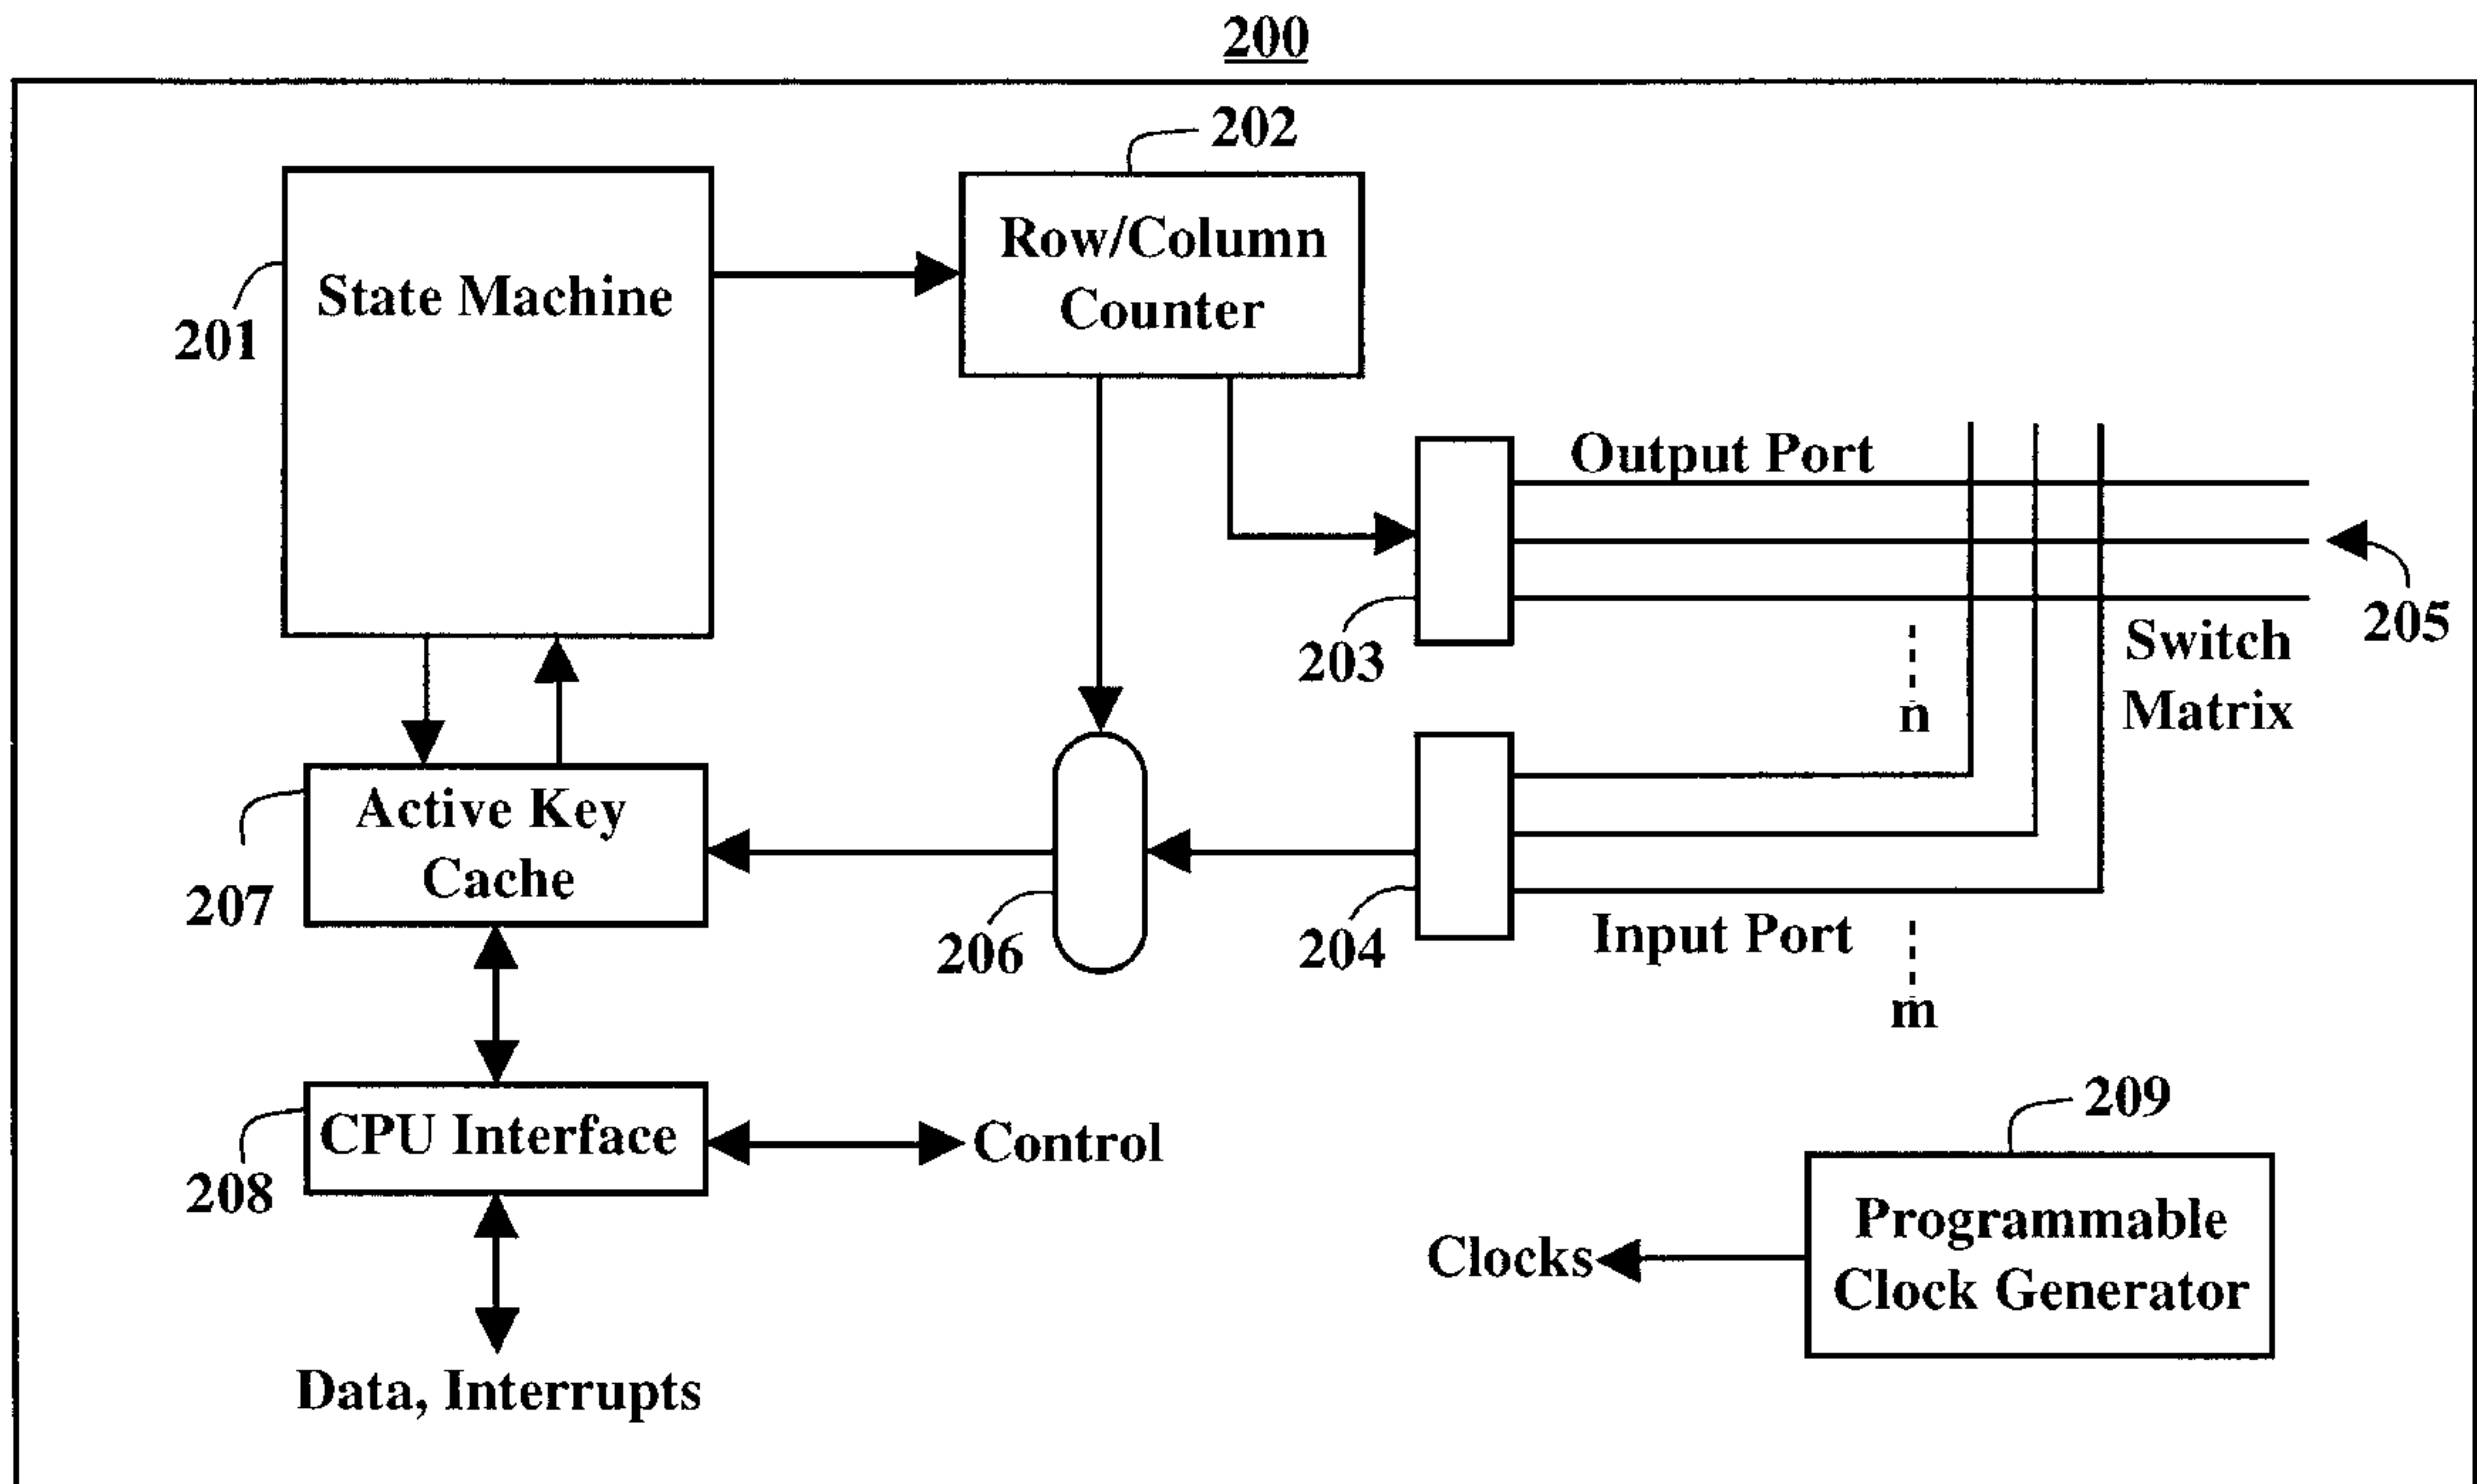 200
202
Row/Column
Counter
State Machine
201
Output Port
205
203
Switch
Matrix
n
Active Key
Cache
207
206
204
Input Port
m
CPU Interface
208
Control
209
Programmable
Clock Generator
Clocks
Data, Interrupts